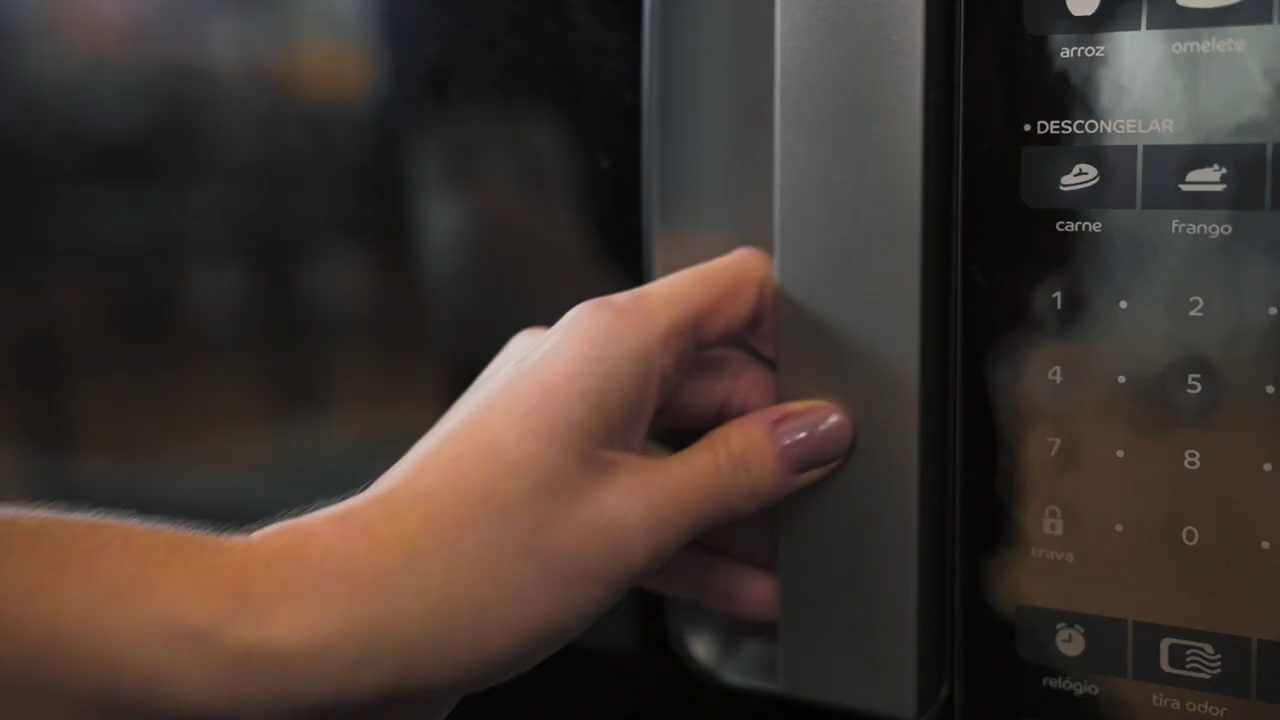 arroz omelete
• DESCONGELAR
carne frango
1 • 2 •
4 • 5 •
7 • 8 •
• 0 •
trava
relógio tira odor